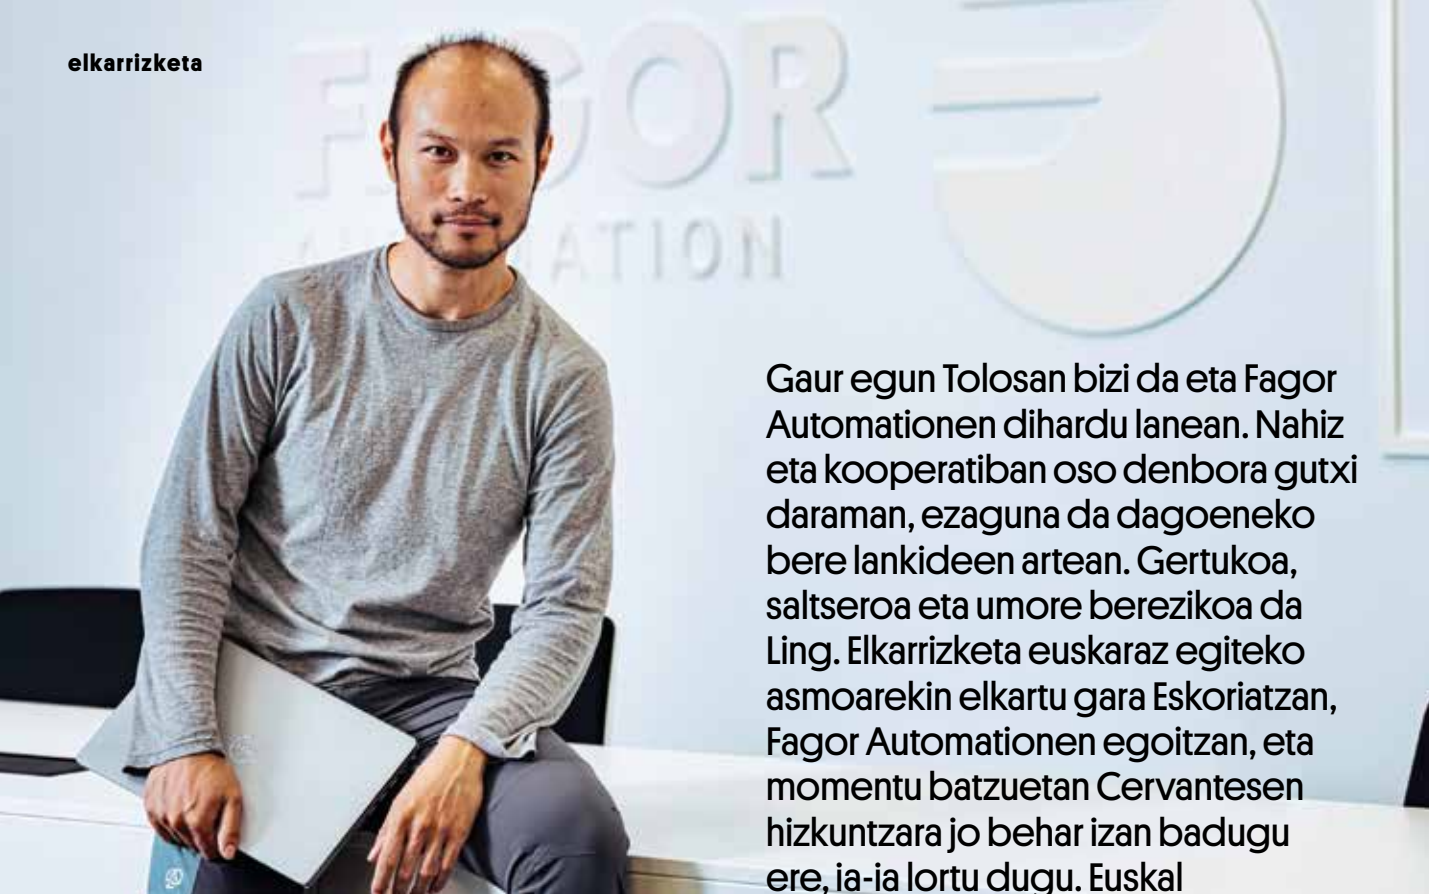 elkarrizketa
FAGOR
AUTOMATION
Gaur egun Tolosan bizi da eta Fagor
Automationen dihardu lanean. Nahiz
eta kooperatiban oso denbora gutxi
daraman, ezaguna da dagoeneko
bere lankideen artean. Gertukoa,
saltseroa eta umore berezikoa da
Ling. Elkarrizketa euskaraz egiteko
asmoarekin elkartu gara Eskoriatzan,
Fagor Automationen egoitzan, eta
momentu batzuetan Cervantesen
hizkuntzara jo behar izan badugu
ere, ia-ia lortu dugu. Euskal